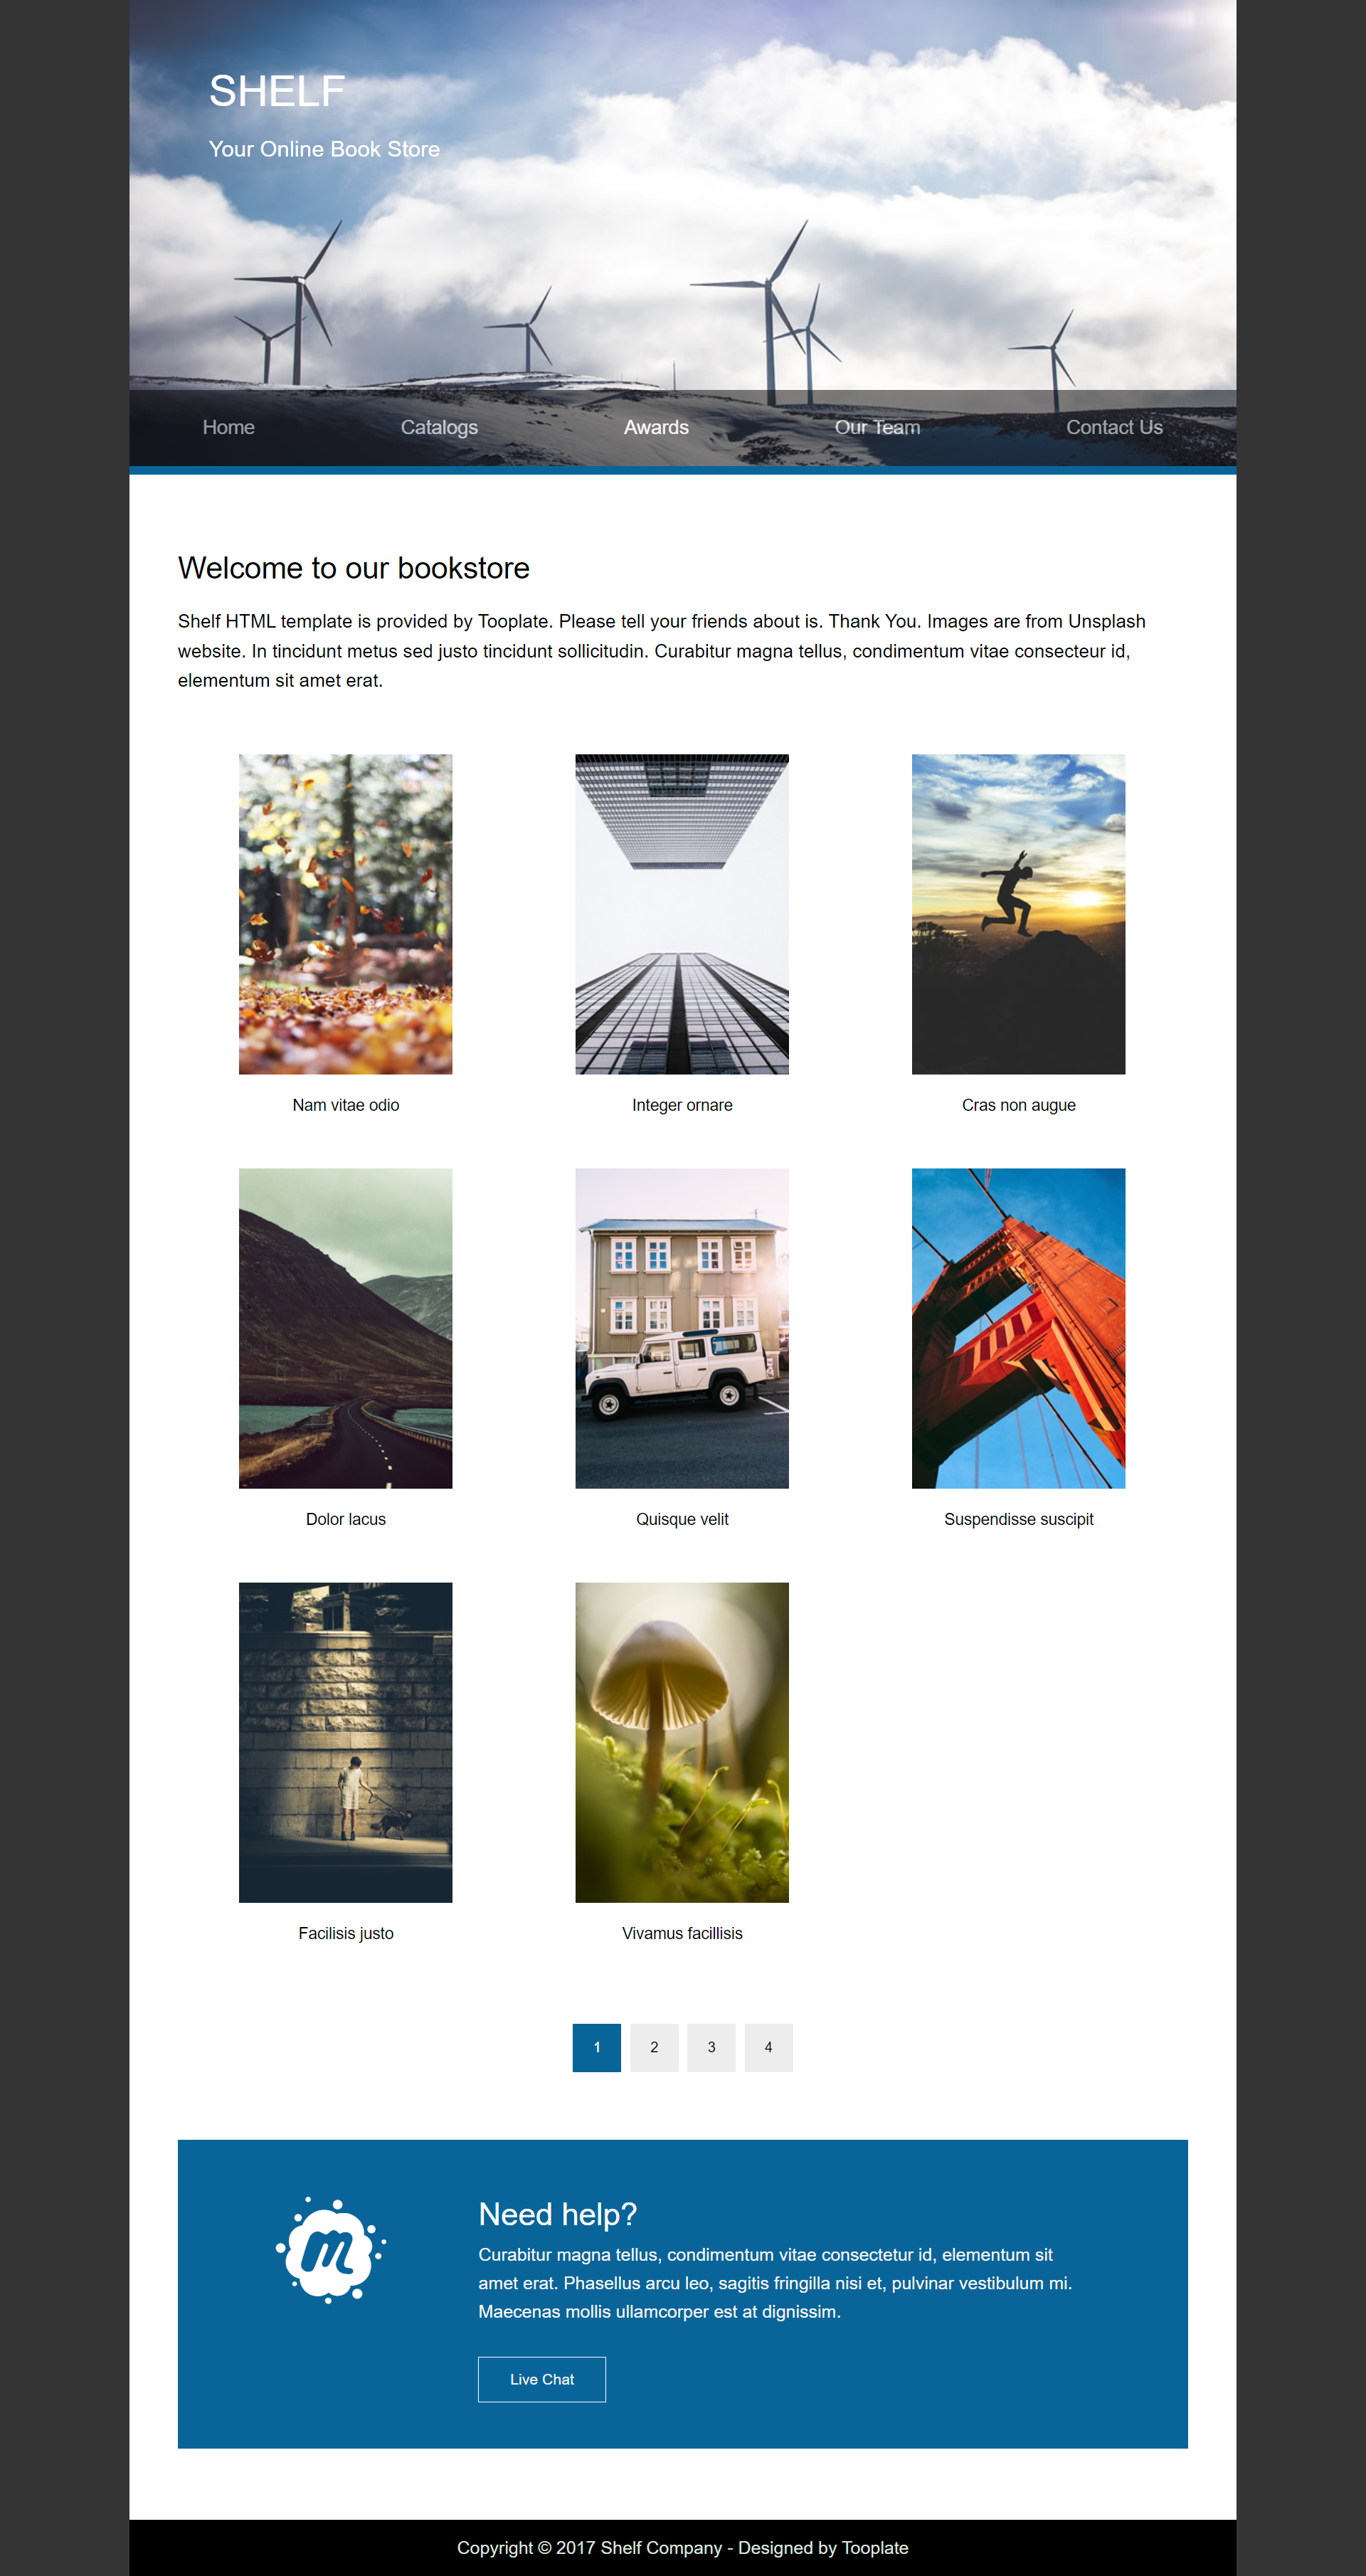 SHELF
Your Online Book Store
Home Catalogs Awards Our Team Contact Us
Welcome to our bookstore
Shelf HTML template is provided by Tooplate. Please tell your friends about is. Thank You. Images are from Unsplash
website. In tincidunt metus sed justo tincidunt sollicitudin. Curabitur magna tellus, condimentum vitae consecteur id,
elementum sit amet erat.
Nam vitae odio Integer ornare Cras non augue
Dolor lacus Quisque velit Suspendisse suscipit
Facilisis justo Vivamus facillisis
1 2 3 4
m
Need help?
Curabitur magna tellus, condimentum vitae consectetur id, elementum sit
amet erat. Phasellus arcu leo, sagitis fringilla nisi et, pulvinar vestibulum mi.
Maecenas mollis ullamcorper est at dignissim.
Live Chat
Copyright © 2017 Shelf Company - Designed by Tooplate